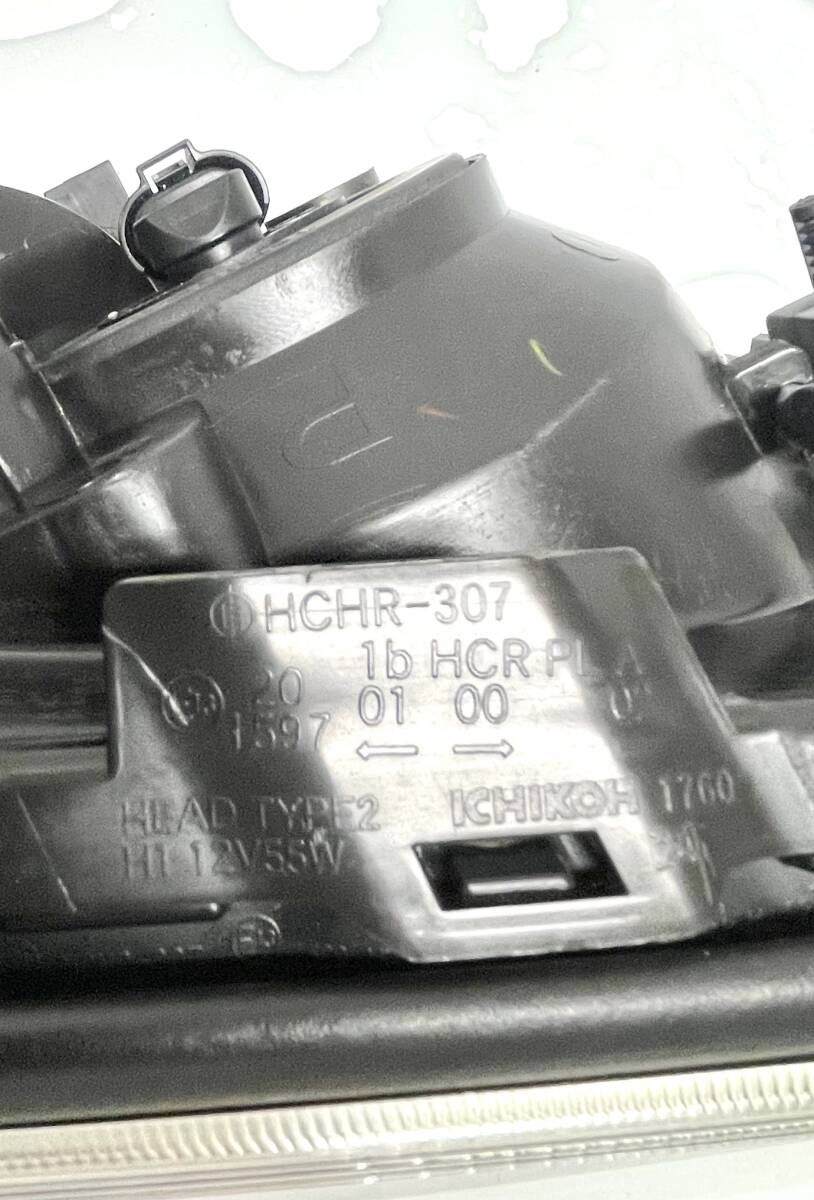 HCHR-307
1b HCR PL A
20 01 00
1597 ← →
HEAD TYPE2 ICHIKOH 1760
H1 12V55W